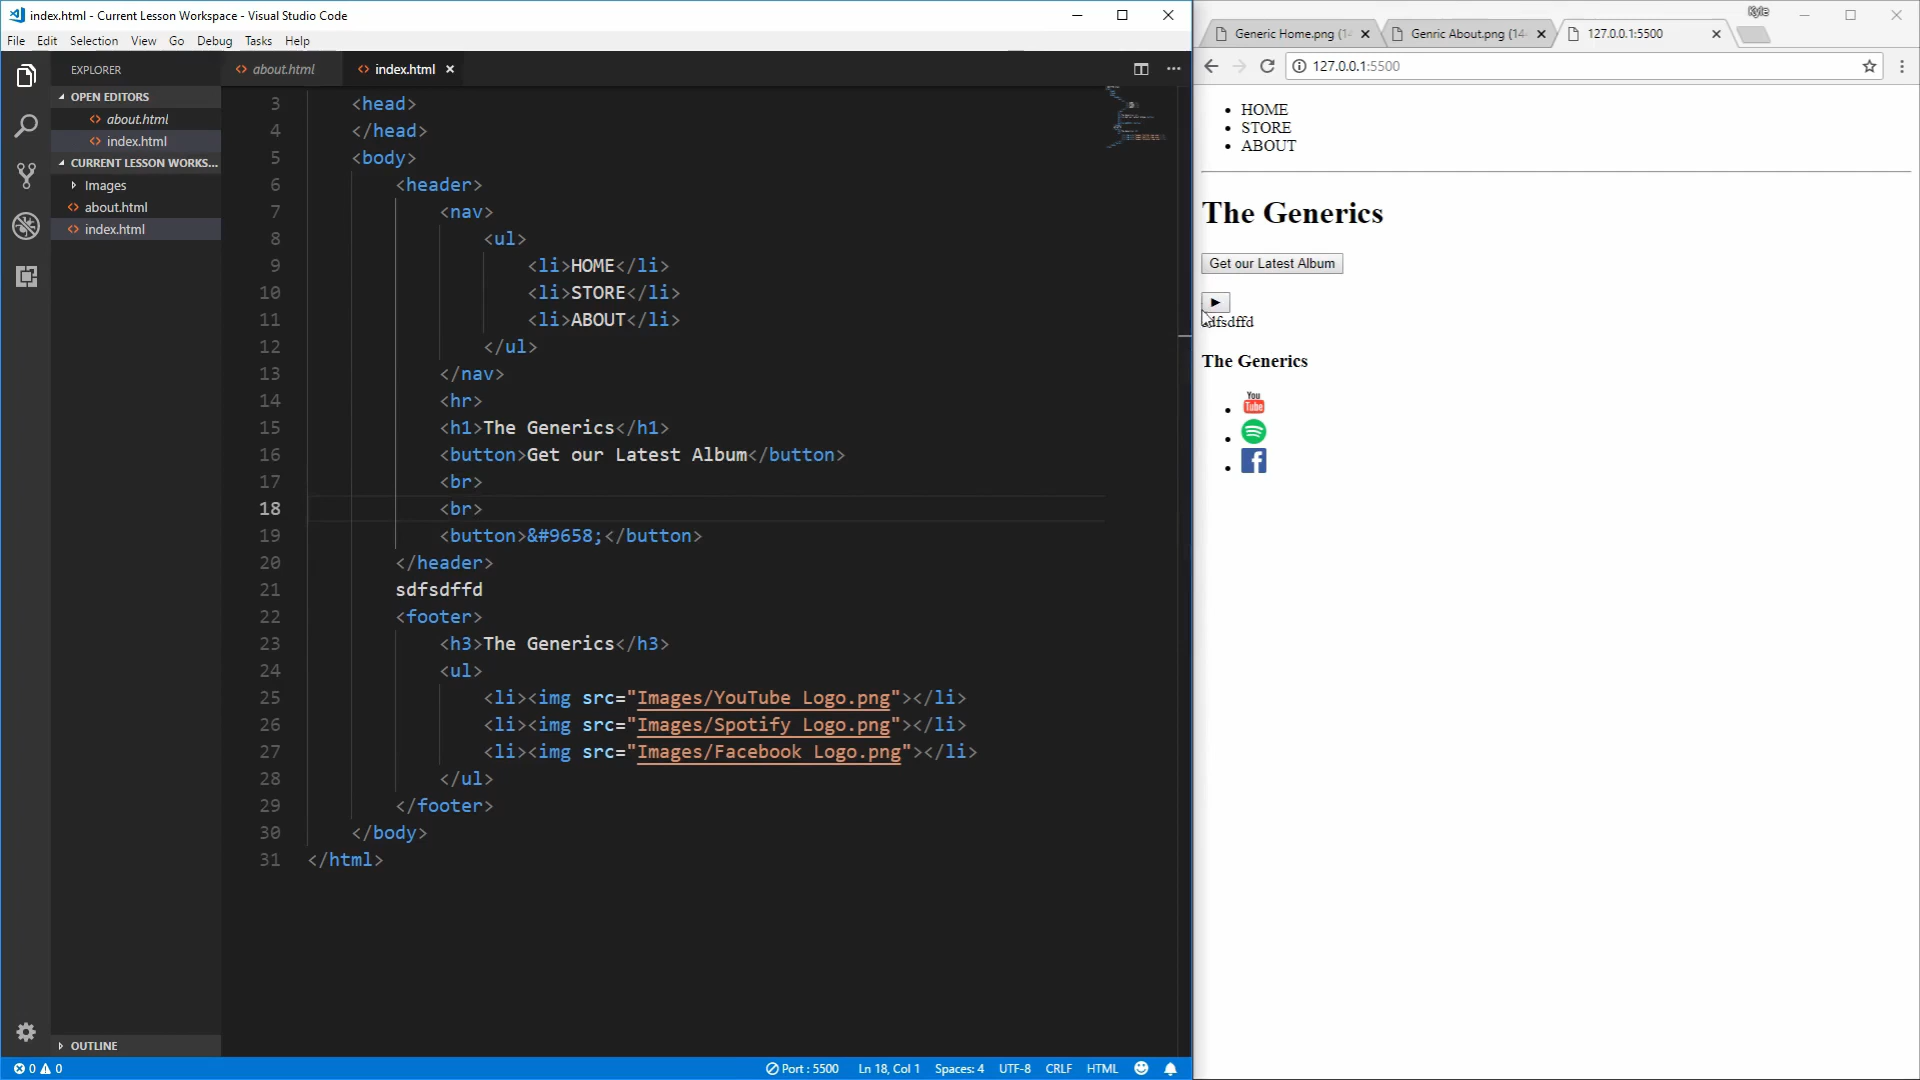 index.html - Current Lesson Workspace - Visual Studio Code
File Edit Selection View Go Debug Tasks Help
EXPLORER
OPEN EDITORS
about.html
index.html
CURRENT LESSON WORKS...
Images
about.html
index.html
OUTLINE
about.html index.html
3 <head>
4 </head>
5 <body>
6 <header>
7 <nav>
8 <ul>
9 <li>HOME</li>
10 <li>STORE</li>
11 <li>ABOUT</li>
12 </ul>
13 </nav>
14 <hr>
15 <h1>The Generics</h1>
16 <button>Get our Latest Album</button>
17 <br>
18 <br>
19 <button>&#9658;</button>
20 </header>
21 sdfsdffd
22 <footer>
23 <h3>The Generics</h3>
24 <ul>
25 <li><img src="Images/YouTube Logo.png"></li>
26 <li><img src="Images/Spotify Logo.png"></li>
27 <li><img src="Images/Facebook Logo.png"></li>
28 </ul>
29 </footer>
30 </body>
31 </html>
0 0 Port : 5500 Ln 18, Col 1 Spaces: 4 UTF-8 CRLF HTML
Kyle
Generic Home.png (14 Genric About.png (14 127.0.0.1:5500
127.0.0.1:5500
HOME
STORE
ABOUT
The Generics
Get our Latest Album
►
sdfsdffd
The Generics
You
Tube